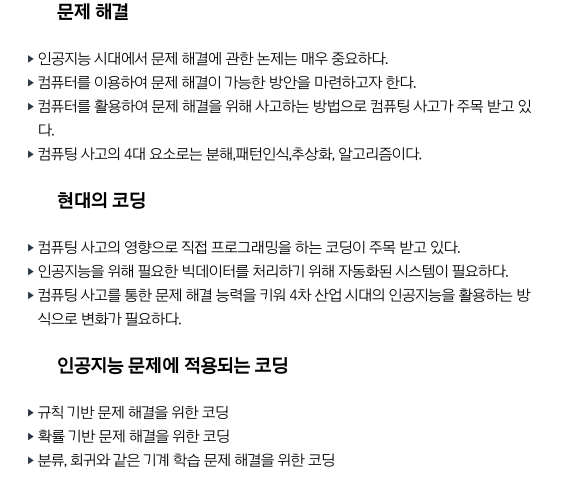 문제 해결
▸ 인공지능 시대에서 문제 해결에 관한 논제는 매우 중요하다.
▸ 컴퓨터를 이용하여 문제 해결이 가능한 방안을 마련하고자 한다.
▸ 컴퓨터를 활용하여 문제 해결을 위해 사고하는 방법으로 컴퓨팅 사고가 주목 받고 있
다.
▸ 컴퓨팅 사고의 4대 요소로는 분해,패턴인식,추상화, 알고리즘이다.
현대의 코딩
▸ 컴퓨팅 사고의 영향으로 직접 프로그래밍을 하는 코딩이 주목 받고 있다.
▸ 인공지능을 위해 필요한 빅데이터를 처리하기 위해 자동화된 시스템이 필요하다.
▸ 컴퓨팅 사고를 통한 문제 해결 능력을 키워 4차 산업 시대의 인공지능을 활용하는 방
식으로 변화가 필요하다.
인공지능 문제에 적용되는 코딩
▸ 규칙 기반 문제 해결을 위한 코딩
▸ 확률 기반 문제 해결을 위한 코딩
▸ 분류, 회귀와 같은 기계 학습 문제 해결을 위한 코딩